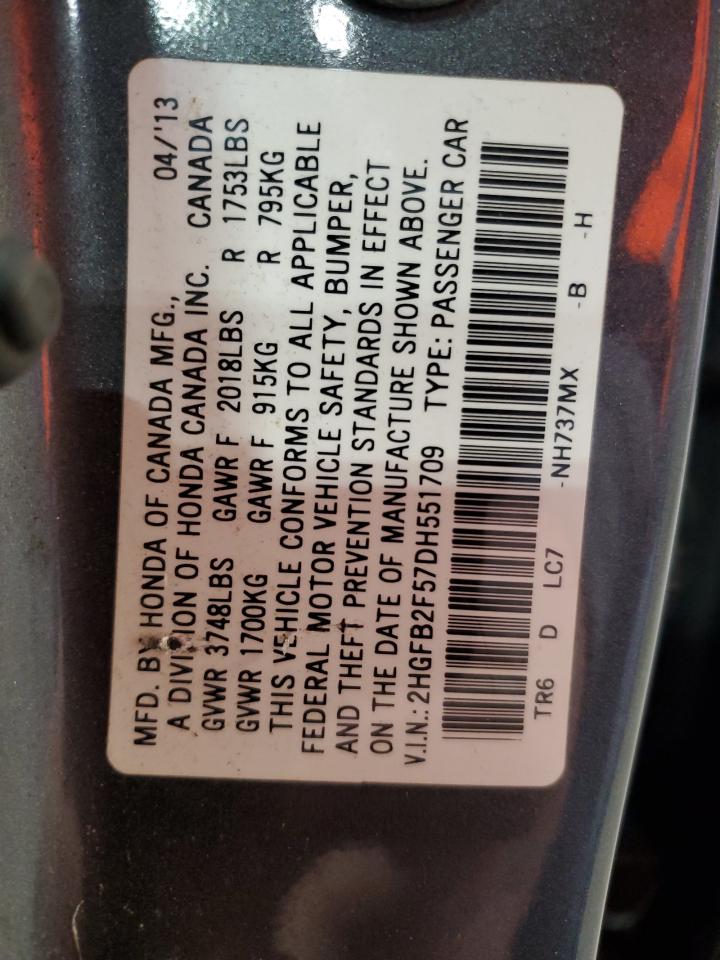 MFD. BY HONDA OF CANADA MFG., 04/'13
A DIVISION OF HONDA CANADA INC. CANADA
GVWR 3748LBS GAWR F 2018LBS R 1753LBS
GVWR 1700KG GAWR F 915KG R 795KG
THIS VEHICLE CONFORMS TO ALL APPLICABLE
FEDERAL MOTOR VEHICLE SAFETY, BUMPER,
AND THEFT PREVENTION STANDARDS IN EFFECT
ON THE DATE OF MANUFACTURE SHOWN ABOVE.
V.I.N.: 2HGFB2F57DH551709 TYPE: PASSENGER CAR
TR6 D LC7 -NH737MX -B -H